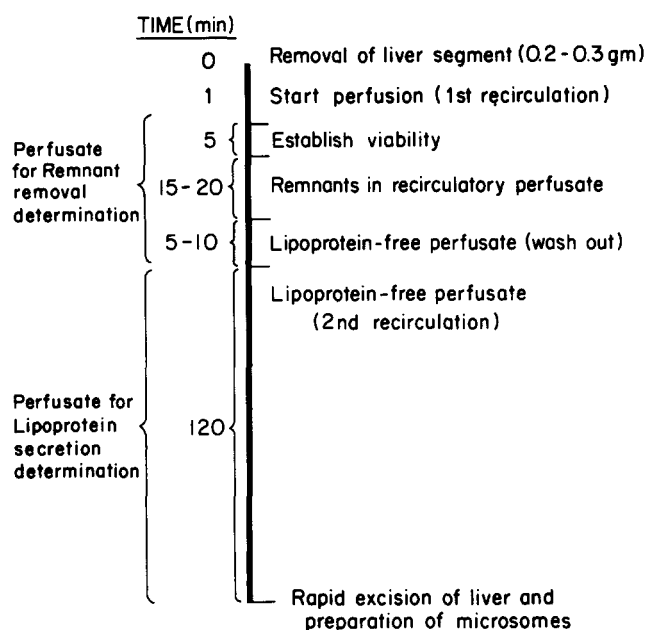 TIME (min)
0 Removal of liver segment (0.2-0.3 gm)
1 Start perfusion (1st recirculation)
5 Establish viability
Perfusate
for Remnant
removal
determination
15-20 Remnants in recirculatory perfusate
5-10 Lipoprotein-free perfusate (wash out)
Lipoprotein-free perfusate
(2nd recirculation)
Perfusate for
Lipoprotein
secretion
determination
120
Rapid excision of liver and
preparation of microsomes